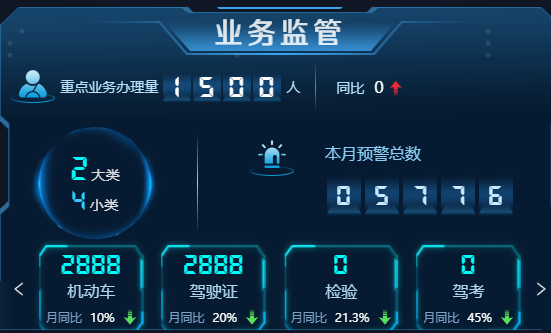 业务监管
重点业务办理量 1500 人 同比 0
2 大类
4 小类
本月预警总数
05776
2888 2888 0 0
机动车 驾驶证 检验 驾考
月同比 10% 月同比 20% 月同比 21.3% 月同比 45%